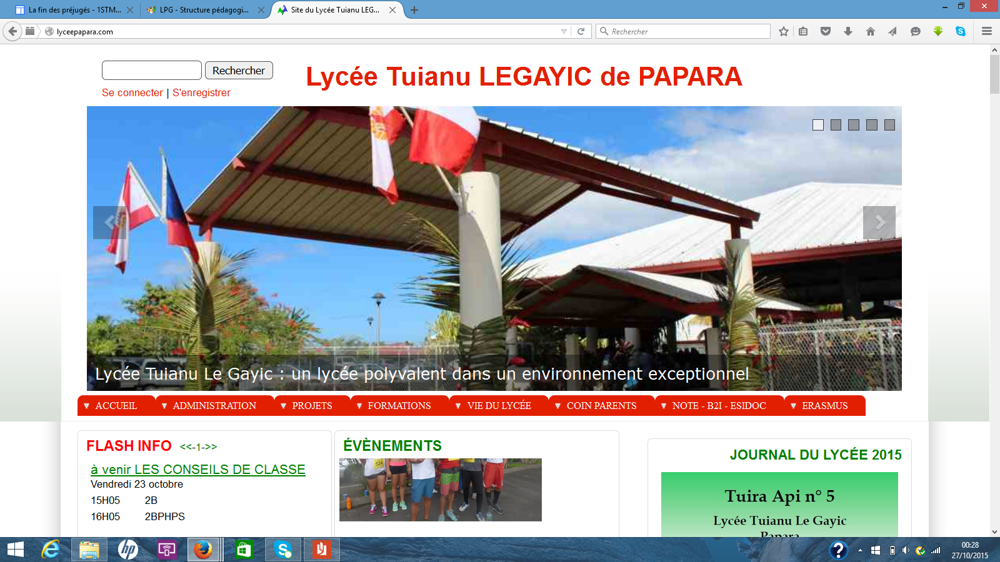 La fin des préjugés - 1STM...
LPG - Structure pédagogi...
Site du Lycée Tuianu LEG...
lyceepapara.com
Rechercher
Rechercher
Lycée Tuianu LEGAYIC de PAPARA
Se connecter | S'enregistrer
Lycée Tuianu Le Gayic : un lycée polyvalent dans un environnement exceptionnel
ACCUEIL ADMINISTRATION PROJETS FORMATIONS VIE DU LYCÉE COIN PARENTS NOTE - B2I - ESIDOC ERASMUS
FLASH INFO <<-1->>
à venir LES CONSEILS DE CLASSE
Vendredi 23 octobre
15H05 2B
16H05 2BPHPS
ÉVÈNEMENTS
524
JOURNAL DU LYCÉE 2015
Tuira Api n° 5
Lycée Tuianu Le Gayic
Papara
00:28
27/10/2015